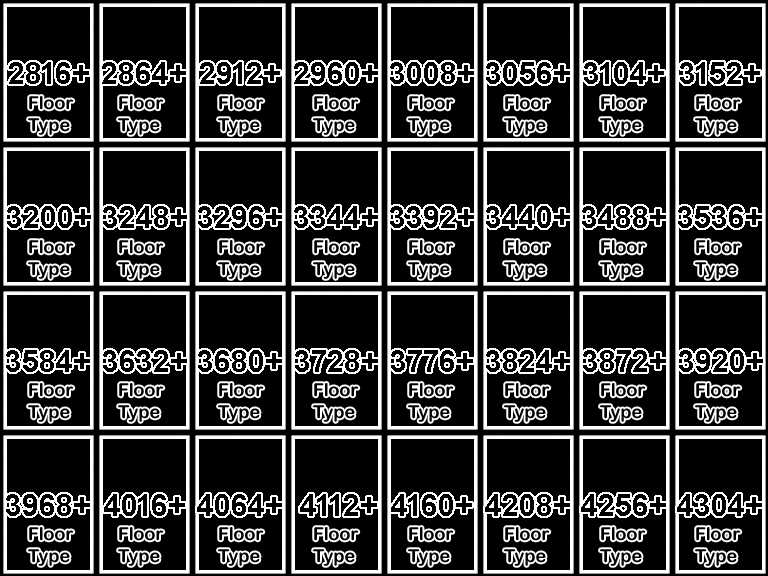 2816+ 2864+ 2912+ 2960+ 3008+ 3056+ 3104+ 3152+
Floor Floor Floor Floor Floor Floor Floor Floor
Type Type Type Type Type Type Type Type
3200+ 3248+ 3296+ 3344+ 3392+ 3440+ 3488+ 3536+
Floor Floor Floor Floor Floor Floor Floor Floor
Type Type Type Type Type Type Type Type
3584+ 3632+ 3680+ 3728+ 3776+ 3824+ 3872+ 3920+
Floor Floor Floor Floor Floor Floor Floor Floor
Type Type Type Type Type Type Type Type
3968+ 4016+ 4064+ 4112+ 4160+ 4208+ 4256+ 4304+
Floor Floor Floor Floor Floor Floor Floor Floor
Type Type Type Type Type Type Type Type